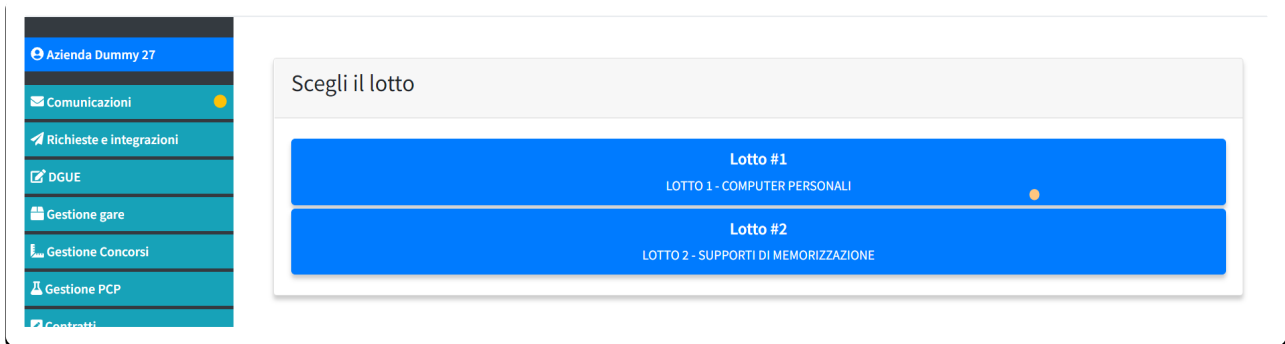 Azienda Dummy 27
Comunicazioni
Richieste e integrazioni
DGUE
Gestione gare
Gestione Concorsi
Gestione PCP
Contratti
Scegli il lotto
Lotto #1
LOTTO 1 - COMPUTER PERSONALI
Lotto #2
LOTTO 2 - SUPPORTI DI MEMORIZZAZIONE